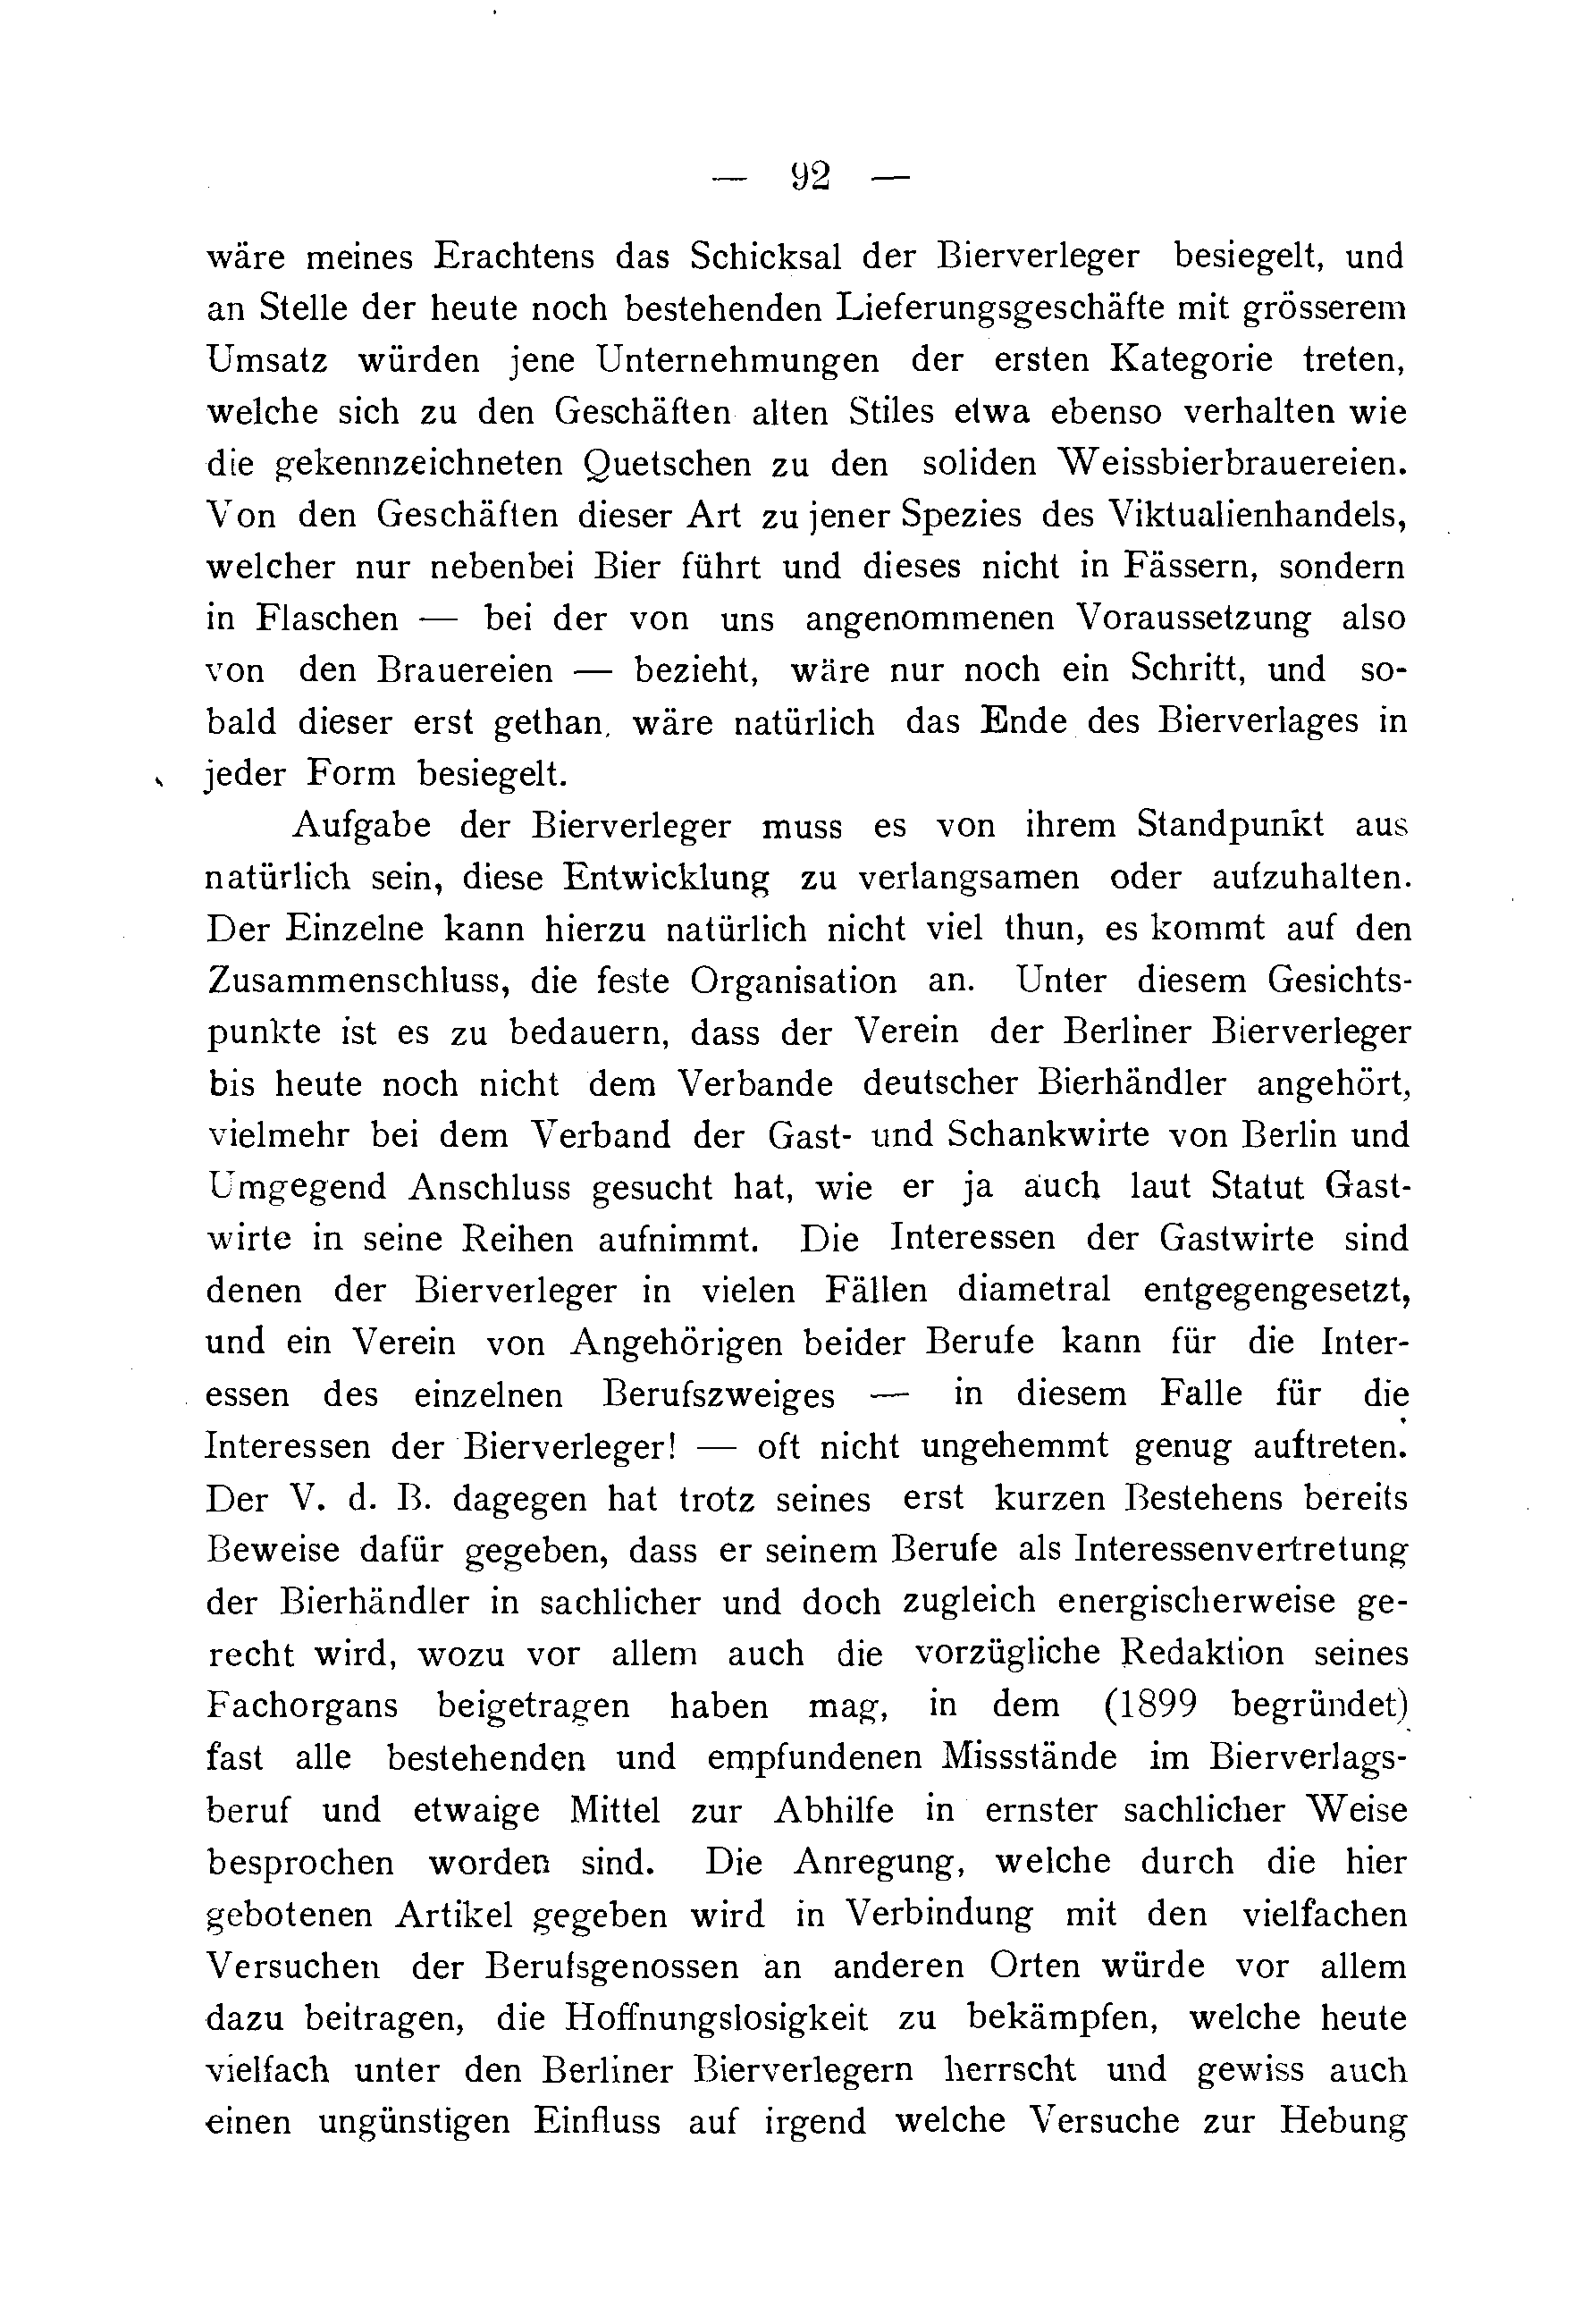 — 92 —
wäre meines Erachtens das Schicksal der Bierverleger besiegelt, und
an Stelle der heute noch bestehenden Lieferungsgeschäfte mit grösserem
Umsatz würden jene Unternehmungen der ersten Kategorie treten,
welche sich zu den Geschäften alten Stiles etwa ebenso verhalten wie
die gekennzeichneten Quetschen zu den soliden Weissbierbrauereien.
Von den Geschäften dieser Art zu jener Spezies des Viktualienhandels,
welcher nur nebenbei Bier führt und dieses nicht in Fässern, sondern
in Flaschen — bei der von uns angenommenen Voraussetzung also
von den Brauereien — bezieht, wäre nur noch ein Schritt, und so-
bald dieser erst gethan, wäre natürlich das Ende des Bierverlages in
jeder Form besiegelt.
Aufgabe der Bierverleger muss es von ihrem Standpunkt aus
natürlich sein, diese Entwicklung zu verlangsamen oder aufzuhalten.
Der Einzelne kann hierzu natürlich nicht viel thun, es kommt auf den
Zusammenschluss, die feste Organisation an. Unter diesem Gesichts-
punkte ist es zu bedauern, dass der Verein der Berliner Bierverleger
bis heute noch nicht dem Verbande deutscher Bierhändler angehört,
vielmehr bei dem Verband der Gast- und Schankwirte von Berlin und
Umgegend Anschluss gesucht hat, wie er ja auch laut Statut Gast-
wirte in seine Reihen aufnimmt. Die Interessen der Gastwirte sind
denen der Bierverleger in vielen Fällen diametral entgegengesetzt,
und ein Verein von Angehörigen beider Berufe kann für die Inter-
essen des einzelnen Berufszweiges — in diesem Falle für die
Interessen der Bierverleger! — oft nicht ungehemmt genug auftreten.
Der V. d. B. dagegen hat trotz seines erst kurzen Bestehens bereits
Beweise dafür gegeben, dass er seinem Berufe als Interessenvertretung
der Bierhändler in sachlicher und doch zugleich energischerweise ge-
recht wird, wozu vor allem auch die vorzügliche Redaktion seines
Fachorgans beigetragen haben mag, in dem (1899 begründet)
fast alle bestehenden und empfundenen Missstände im Bierverlags-
beruf und etwaige Mittel zur Abhilfe in ernster sachlicher Weise
besprochen worden sind. Die Anregung, welche durch die hier
gebotenen Artikel gegeben wird in Verbindung mit den vielfachen
Versuchen der Berufsgenossen an anderen Orten würde vor allem
dazu beitragen, die Hoffnungslosigkeit zu bekämpfen, welche heute
vielfach unter den Berliner Bierverlegern herrscht und gewiss auch
einen ungünstigen Einfluss auf irgend welche Versuche zur Hebung